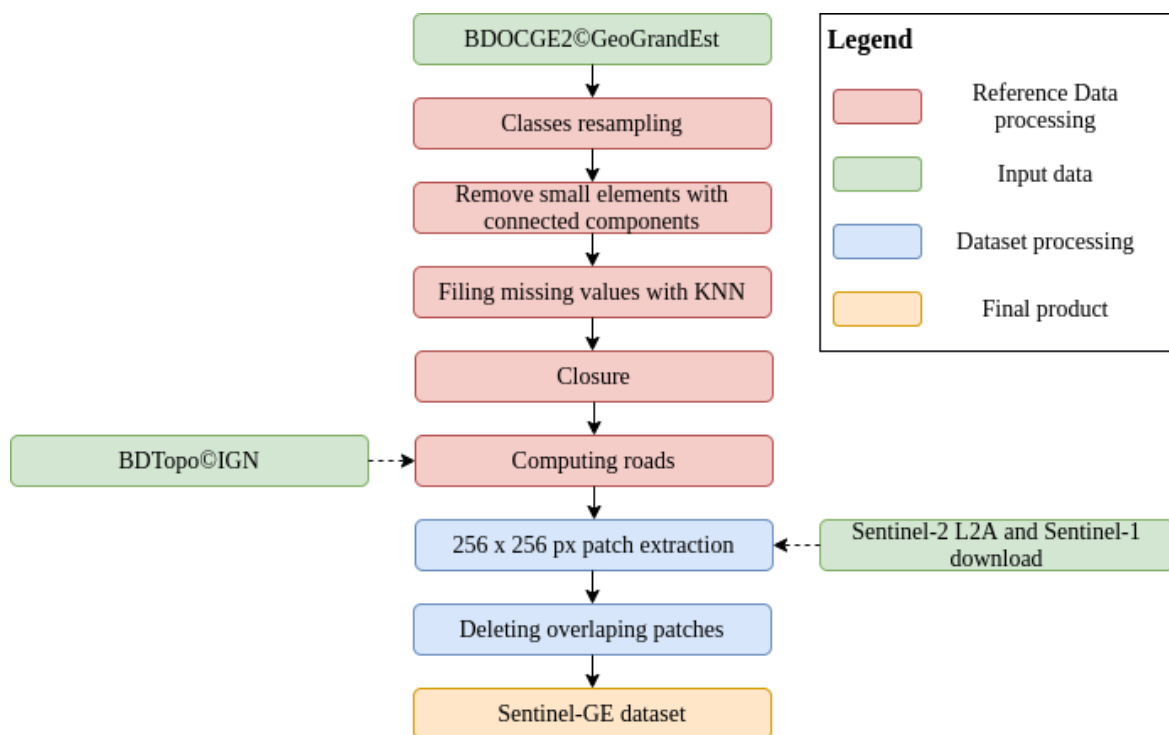 BDOCGE2©GeoGrandEst
Classes resampling
Remove small elements with
connected components
Filing missing values with KNN
Closure
BDTopo©IGN
Computing roads
256 x 256 px patch extraction
Sentinel-2 L2A and Sentinel-1
download
Deleting overlaping patches
Sentinel-GE dataset
Legend
Reference Data
processing
Input data
Dataset processing
Final product